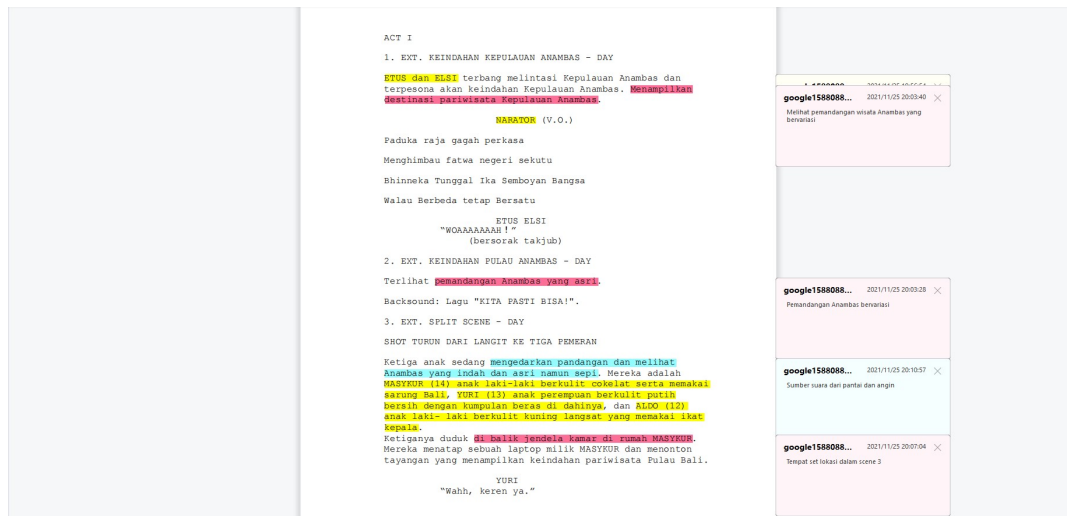 ACT I
1. EXT. KEINDAHAN KEPULAUAN ANAMBAS – DAY
ETUS dan ELSI terbang melintasi Kepulauan Anambas dan
terpesona akan keindahan Kepulauan Anambas. Menampilkan
destinasi pariwisata Kepulauan Anambas.
NARATOR (V.O.)
Paduka raja gagah perkasa
Menghimbau fatwa negeri sekutu
Bhinneka Tunggal Ika Semboyan Bangsa
Walau Berbeda tetap Bersatu
ETUS ELSI
"WOAAAAAAAH!"
(bersorak takjub)
2. EXT. KEINDAHAN PULAU ANAMBAS – DAY
Terlihat pemandangan Anambas yang asri.
Backsound: Lagu "KITA PASTI BISA!".
3. EXT. SPLIT SCENE – DAY
SHOT TURUN DARI LANGIT KE TIGA PEMERAN
Ketiga anak sedang mengedarkan pandangan dan melihat
Anambas yang indah dan asri namun sepi. Mereka adalah
MASYKUR (14) anak laki-laki berkulit cokelat serta memakai
sarung Bali, YURI (13) anak perempuan berkulit putih
bersih dengan kumpulan beras di dahinya, dan ALDO (12)
anak laki- laki berkulit kuning langsat yang memakai ikat
kepala.
Ketiganya duduk di balik jendela kamar di rumah MASYKUR.
Mereka menatap sebuah laptop milik MASYKUR dan menonton
tayangan yang menampilkan keindahan pariwisata Pulau Bali.
YURI
"Wahh, keren ya."
google1588088... 2021/11/25 20:03:40
Melihat pemandangan wisata Anambas yang
bervariasi
google1588088... 2021/11/25 20:03:28
Pemandangan Anambas bervariasi
google1588088... 2021/11/25 20:10:57
Sumber suara dari pantai dan angin
google1588088... 2021/11/25 20:07:04
Tempat set lokasi dalam scene 3